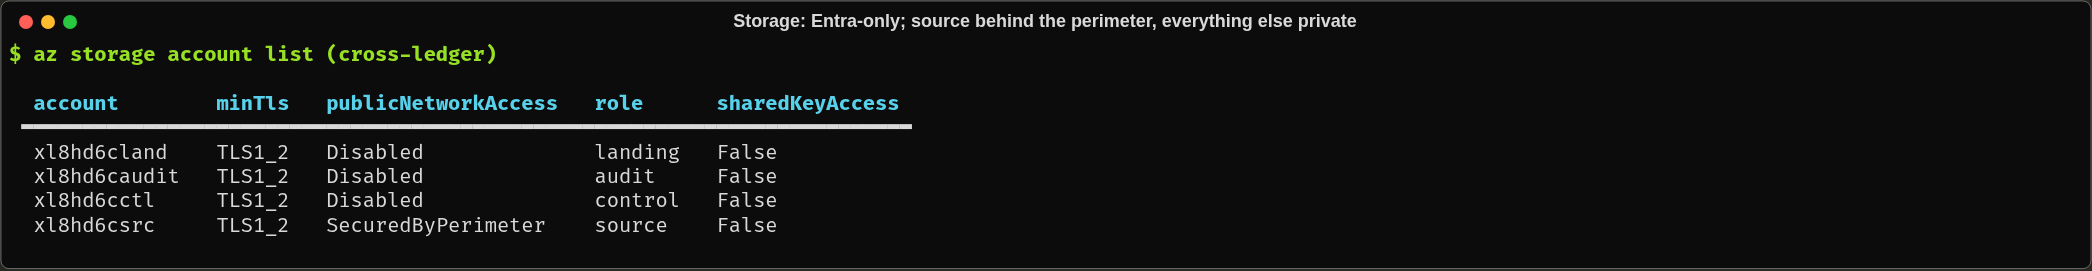 Storage: Entra-only; source behind the perimeter, everything else private
$ az storage account list (cross-ledger)
account minTls publicNetworkAccess role sharedKeyAccess
xl8hd6cland TLS1_2 Disabled landing False
xl8hd6caudit TLS1_2 Disabled audit False
xl8hd6cctl TLS1_2 Disabled control False
xl8hd6csrc TLS1_2 SecuredByPerimeter source False